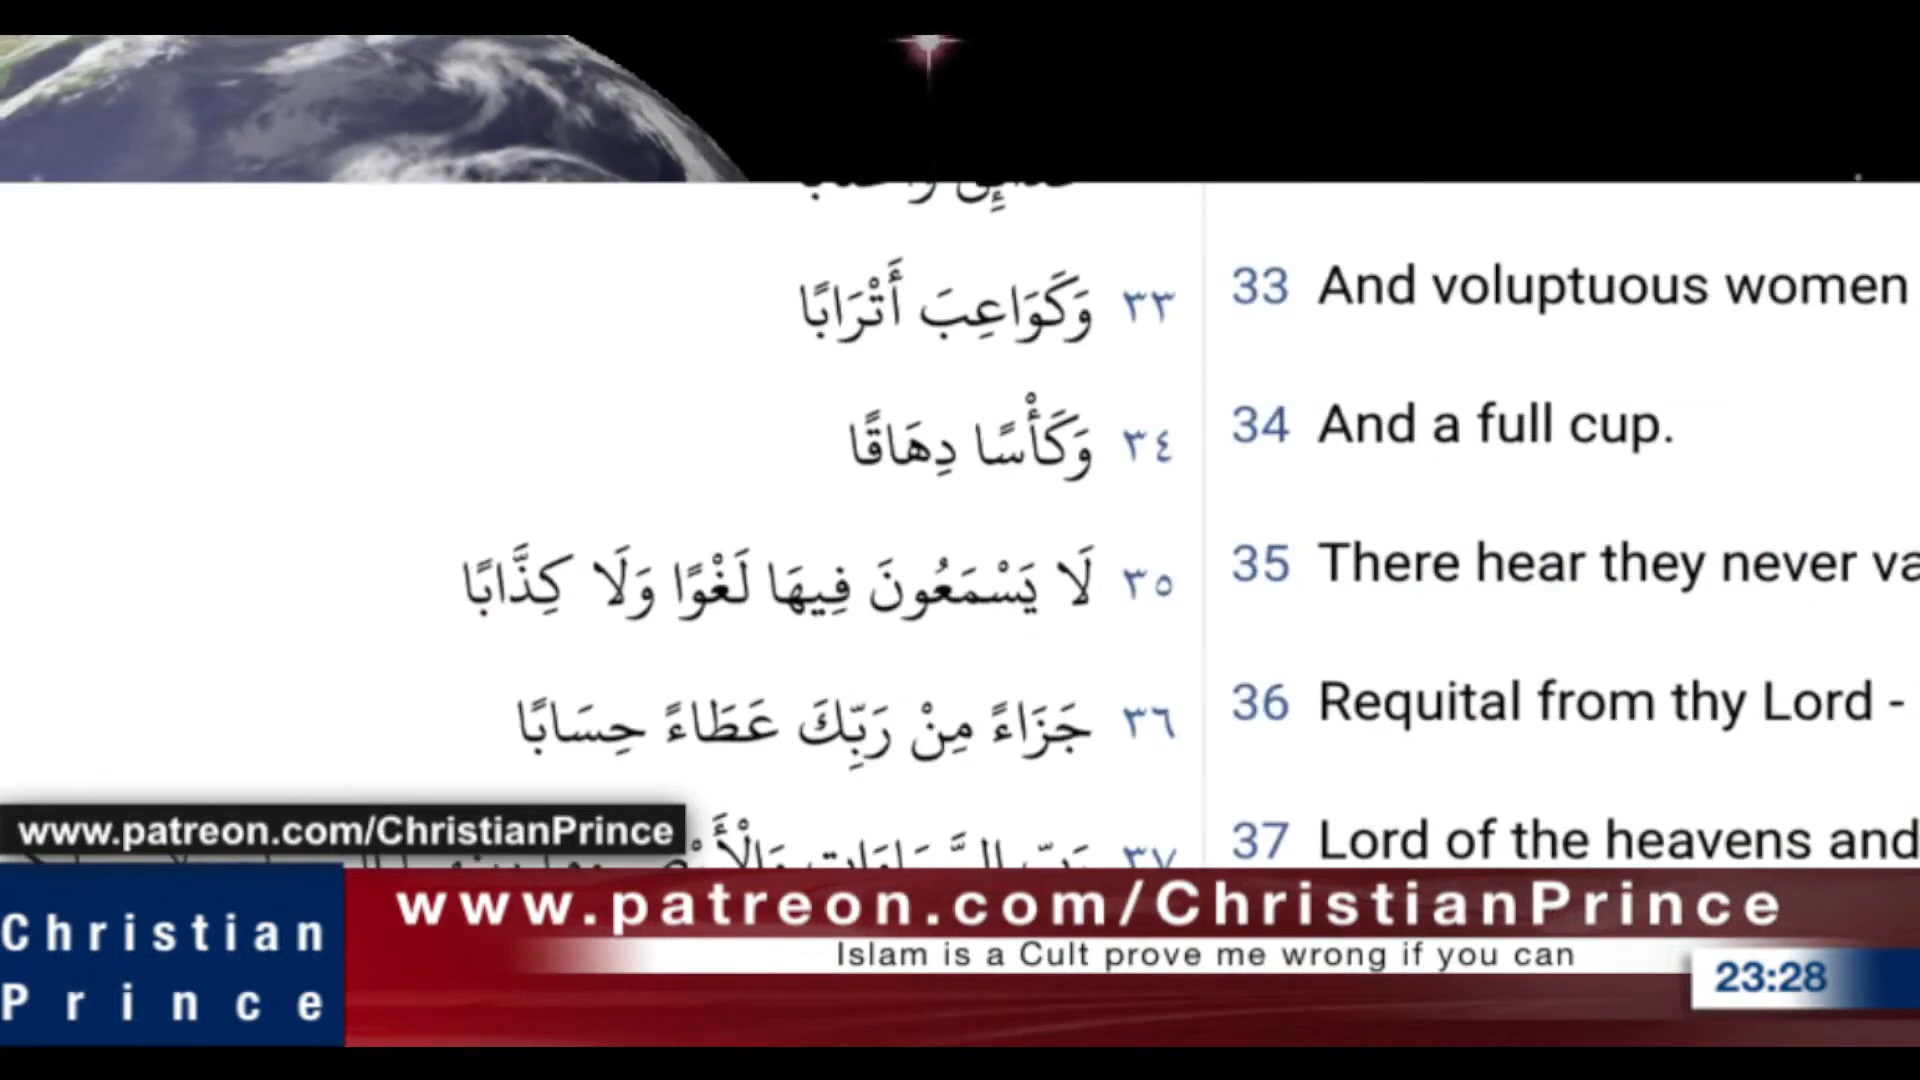 وَكَوَاعِبَ أَتْرَابًا ٣٣
33 And voluptuous women
وَكَأْسًا دِهَاقًا ٣٤
34 And a full cup.
لَا يَسْمَعُونَ فِيهَا لَغْوًا وَلَا كِذَّابًا ٣٥
35 There hear they never va
جَزَاءً مِنْ رَبِّكَ عَطَاءً حِسَابًا ٣٦
36 Requital from thy Lord -
٣٧
37 Lord of the heavens and
www.patreon.com/ChristianPrince
Christian
Prince
www.patreon.com/ChristianPrince
Islam is a Cult prove me wrong if you can
23:28